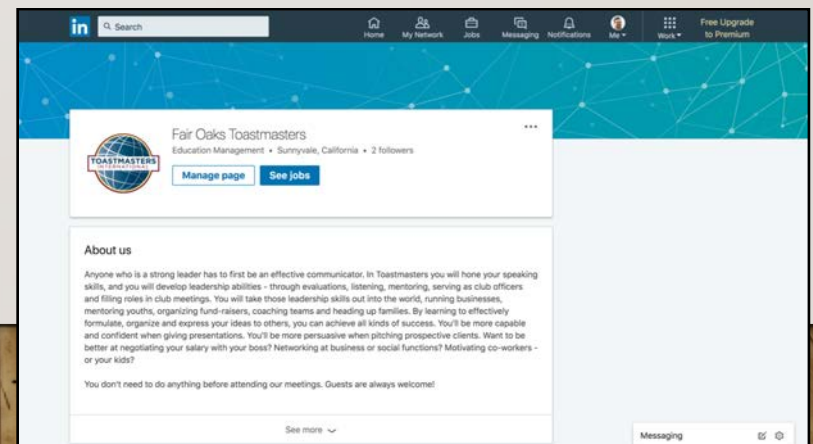 in
Search
Home
My Network
Jobs
Messaging
Notifications
Me
Work
Free Upgrade
to Premium
TOASTMASTERS
INTERNATIONAL
Fair Oaks Toastmasters
Education Management • Sunnyvale, California • 2 followers
Manage page
See jobs
About us
Anyone who is a strong leader has to first be an effective communicator. In Toastmasters you will hone your speaking
skills, and you will develop leadership abilities - through evaluations, listening, mentoring, serving as club officers
and filling roles in club meetings. You will take those leadership skills out into the world, running businesses,
mentoring youths, organizing fund-raisers, coaching teams and heading up families. By learning to effectively
formulate, organize and express your ideas to others, you can achieve all kinds of success. You'll be more capable
and confident when giving presentations. You'll be more persuasive when pitching prospective clients. Want to be
better at negotiating your salary with your boss? Networking at business or social functions? Motivating co-workers -
or your kids?
You don't need to do anything before attending our meetings. Guests are always welcome!
See more
Messaging